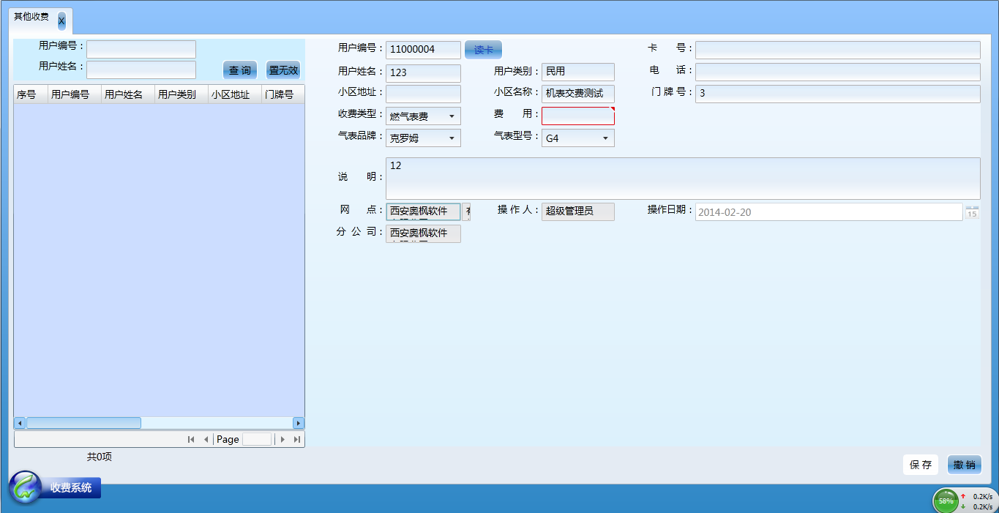 其他收费 X
用户编号：
用户姓名： 查 询 置无效
序号 用户编号 用户姓名 用户类别 小区地址 门牌号
Page
共0项
用户编号： 11000004 读卡 卡 号：
用户姓名： 123 用户类别： 民用 电 话：
小区地址： 小区名称： 机表交费测试 门 牌 号： 3
收费类型： 燃气表费 费 用：
气表品牌： 克罗姆 气表型号： G4
说 明： 12
网 点： 西安奥枫软件 操 作 人： 超级管理员 操作日期： 2014-02-20 15
分 公 司： 西安奥枫软件
保 存 撤 销
收费系统
58% 0.2K/s
0.2K/s